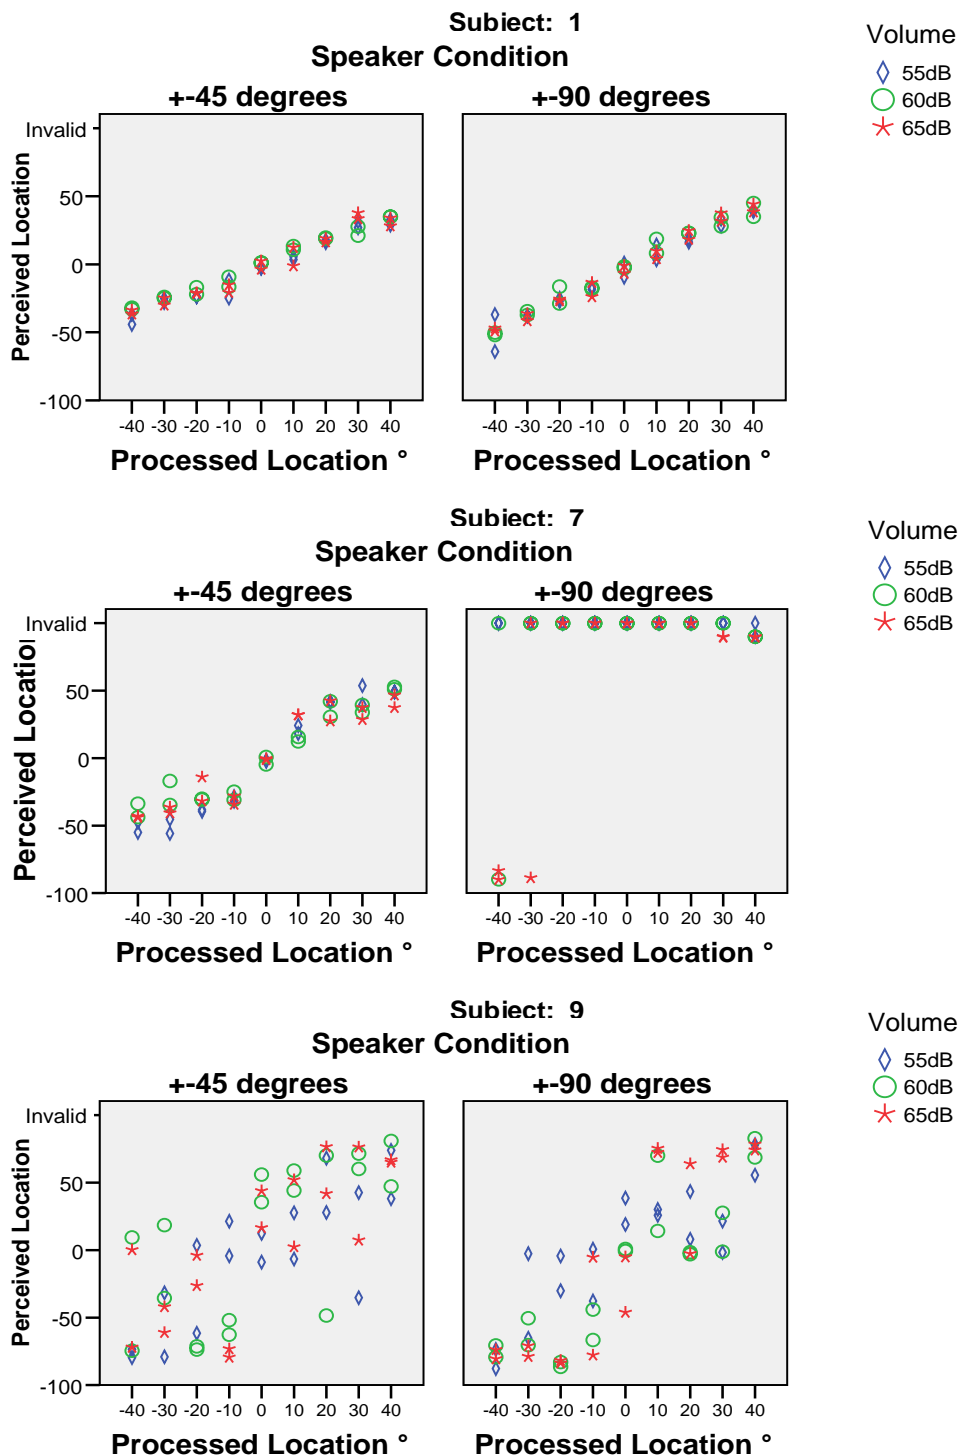 Subject: 1
Speaker Condition
+-45 degrees
+-90 degrees
Volume
55dB
60dB
65dB
Perceived Location
Invalid
50
0
-50
-100
-40 -30 -20 -10 0 10 20 30 40
-40 -30 -20 -10 0 10 20 30 40
Processed Location °
Processed Location °
Subject: 7
Speaker Condition
+-45 degrees
+-90 degrees
Volume
55dB
60dB
65dB
Perceived Location
Invalid
50
0
-50
-100
-40 -30 -20 -10 0 10 20 30 40
-40 -30 -20 -10 0 10 20 30 40
Processed Location °
Processed Location °
Subject: 9
Speaker Condition
+-45 degrees
+-90 degrees
Volume
55dB
60dB
65dB
Perceived Location
Invalid
50
0
-50
-100
-40 -30 -20 -10 0 10 20 30 40
-40 -30 -20 -10 0 10 20 30 40
Processed Location °
Processed Location °